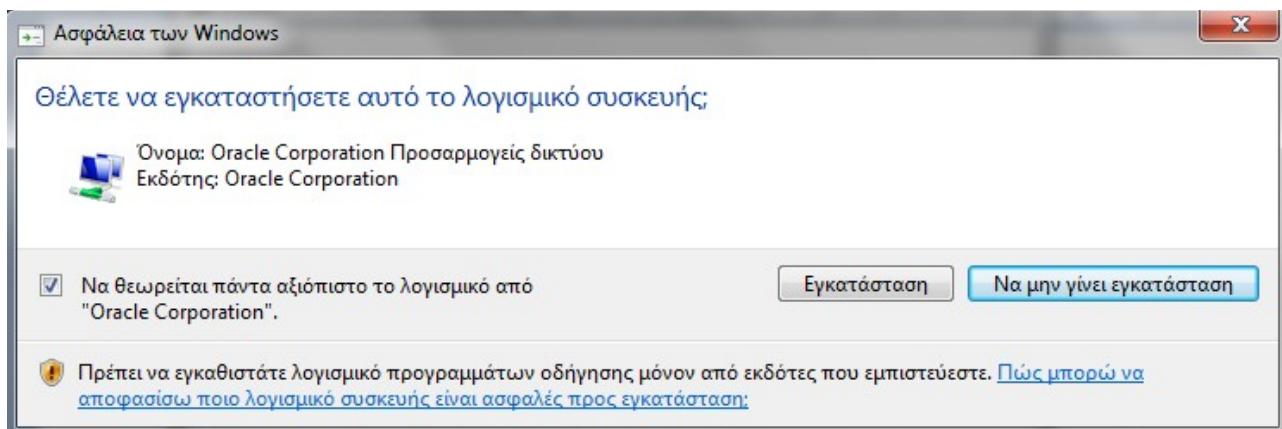 Ασφάλεια των Windows
Θέλετε να εγκαταστήσετε αυτό το λογισμικό συσκευής;
Όνομα: Oracle Corporation Προσαρμογείς δικτύου
Εκδότης: Oracle Corporation
Να θεωρείται πάντα αξιόπιστο το λογισμικό από
"Oracle Corporation".
Εγκατάσταση
Να μην γίνει εγκατάσταση
Πρέπει να εγκαθιστάτε λογισμικό προγραμμάτων οδήγησης μόνον από εκδότες που εμπιστεύεστε. Πώς μπορώ να
αποφασίσω ποιο λογισμικό συσκευής είναι ασφαλές προς εγκατάσταση;